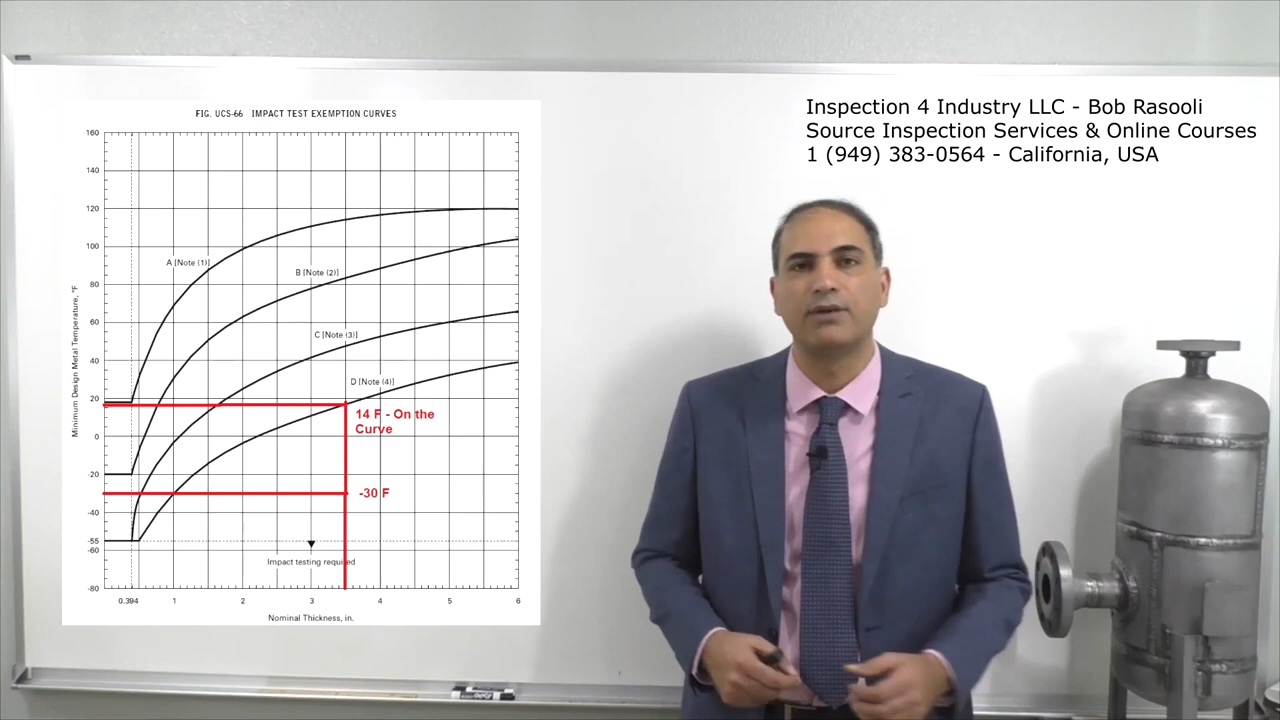 Inspection 4 Industry LLC - Bob Rasooli
Source Inspection Services & Online Courses
1 (949) 383-0564 - California, USA
FIG. UCS-66 IMPACT TEST EXEMPTION CURVES
160
140
120
100
80
60
40
20
0
-20
-40
-55
-60
-80
Minimum Design Metal Temperature, °F
A [Note (1)]
B [Note (2)]
C [Note (3)]
D [Note (4)]
14 F - On the
Curve
-30 F
Impact testing required
0.394 1 2 3 4 5 6
Nominal Thickness, in.